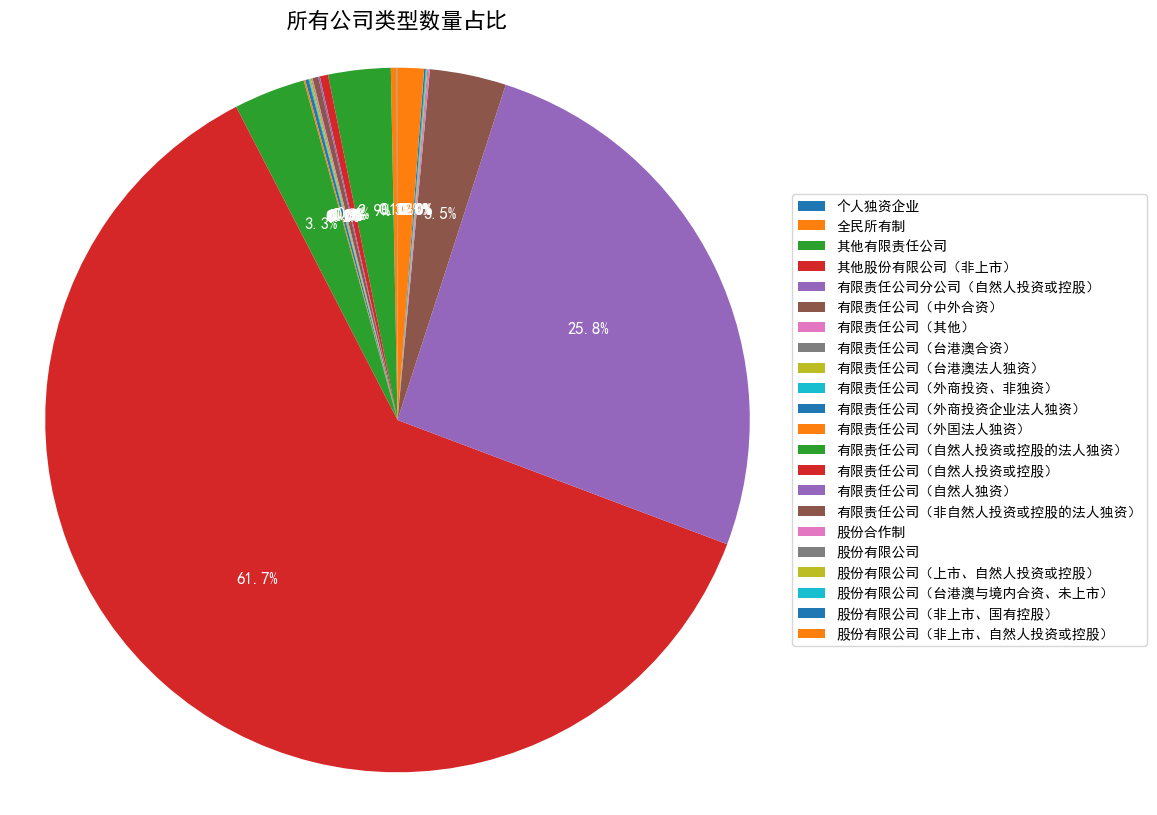 所有公司类型数量占比
3.3%
3.5%
25.8%
61.7%
个人独资企业
全民所有制
其他有限责任公司
其他股份有限公司（非上市）
有限责任公司分公司（自然人投资或控股）
有限责任公司（中外合资）
有限责任公司（其他）
有限责任公司（台港澳合资）
有限责任公司（台港澳法人独资）
有限责任公司（外商投资、非独资）
有限责任公司（外商投资企业法人独资）
有限责任公司（外国法人独资）
有限责任公司（自然人投资或控股的法人独资）
有限责任公司（自然人投资或控股）
有限责任公司（自然人独资）
有限责任公司（非自然人投资或控股的法人独资）
股份合作制
股份有限公司
股份有限公司（上市、自然人投资或控股）
股份有限公司（台港澳与境内合资、未上市）
股份有限公司（非上市、国有控股）
股份有限公司（非上市、自然人投资或控股）